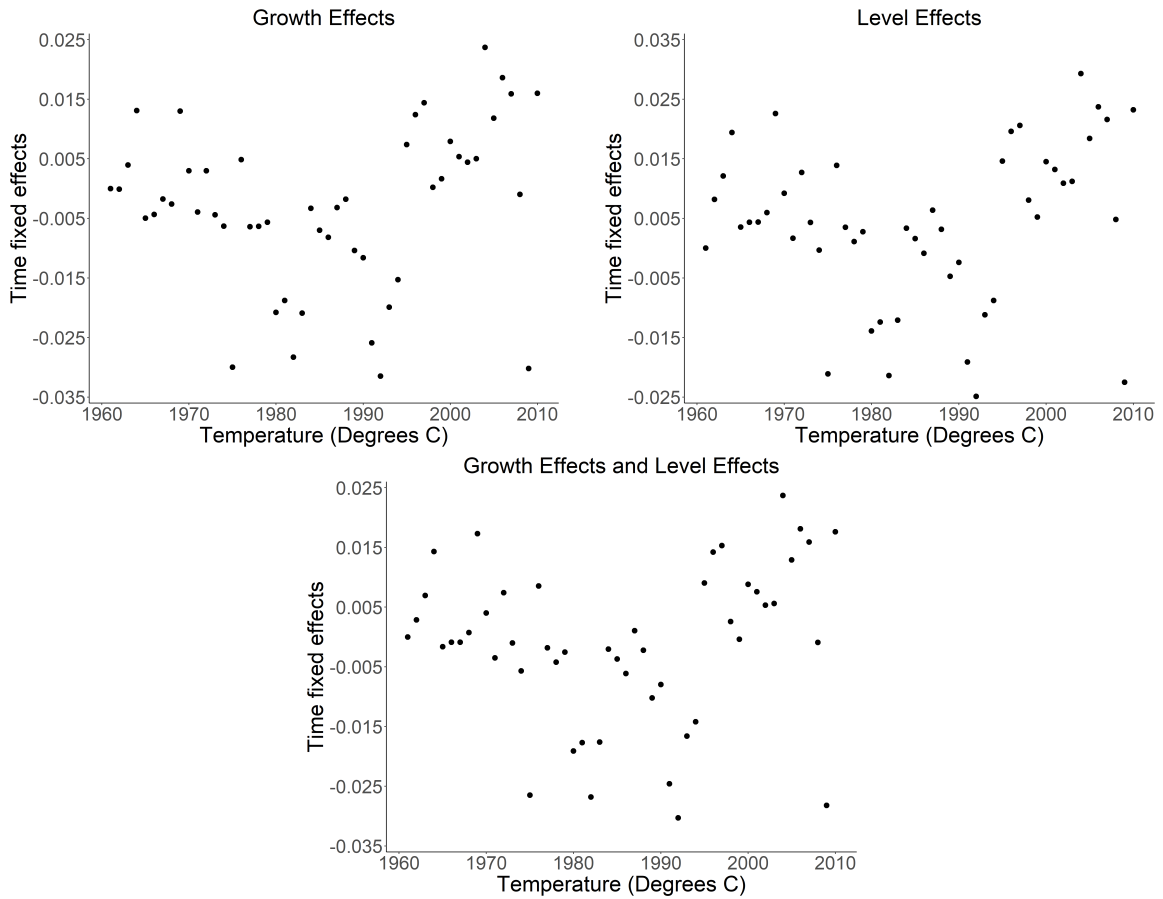 Growth Effects
Time fixed effects
0.025
0.015
0.005
-0.005
-0.015
-0.025
-0.035
1960 1970 1980 1990 2000 2010
Temperature (Degrees C)
Level Effects
Time fixed effects
0.035
0.025
0.015
0.005
-0.005
-0.015
-0.025
1960 1970 1980 1990 2000 2010
Temperature (Degrees C)
Growth Effects and Level Effects
Time fixed effects
0.025
0.015
0.005
-0.005
-0.015
-0.025
-0.035
1960 1970 1980 1990 2000 2010
Temperature (Degrees C)